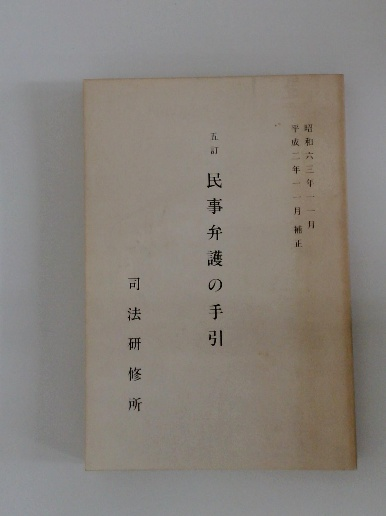 昭和六三年一一月
平成二年一一月 補正
五訂 民事弁護の手引
司法研修所